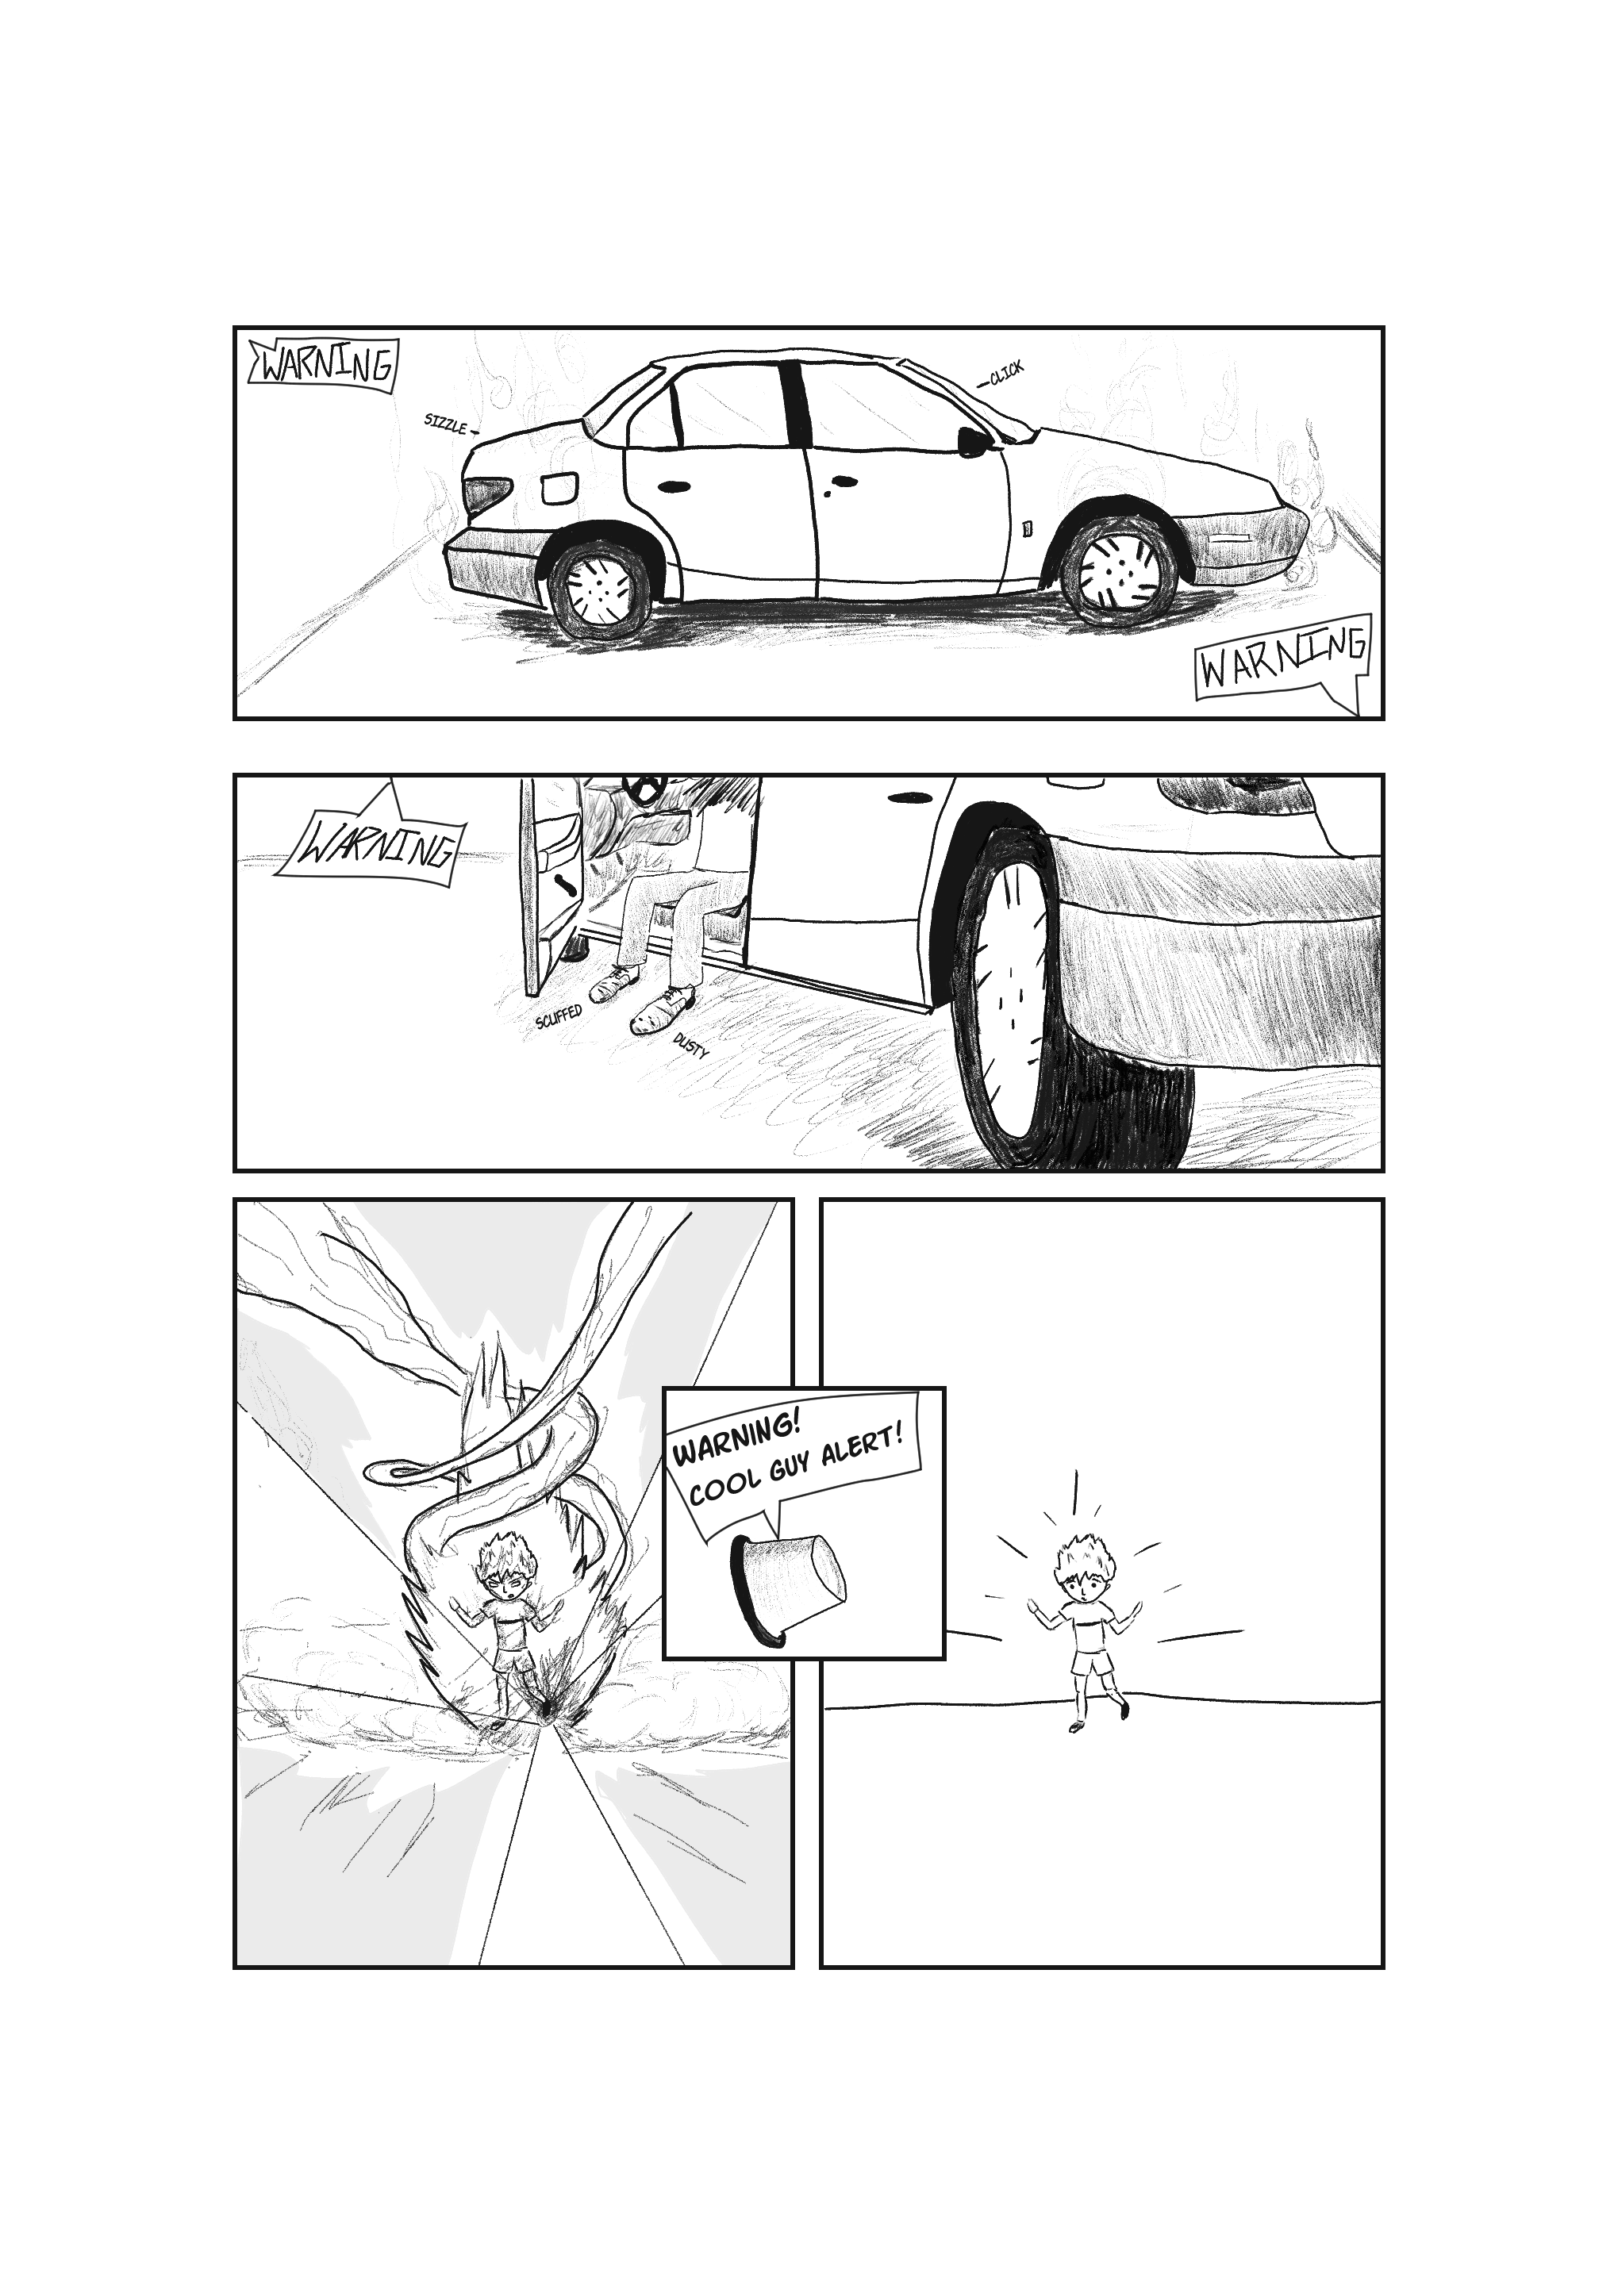 WARNING
CLICK
SIZZLE
WARNING
WARNING
SCUFFED
DUSTY
WARNING!
COOL GUY ALERT!